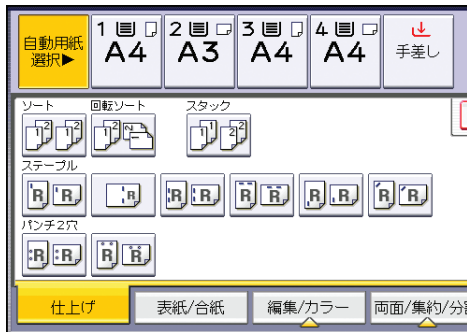 自動用紙
選択▶
1
A4
2
A3
3
A4
4
A4
手差し
ソート
回転ソート
スタック
ステープル
パンチ2穴
仕上げ
表紙/合紙
編集/カラー
両面/集約/分